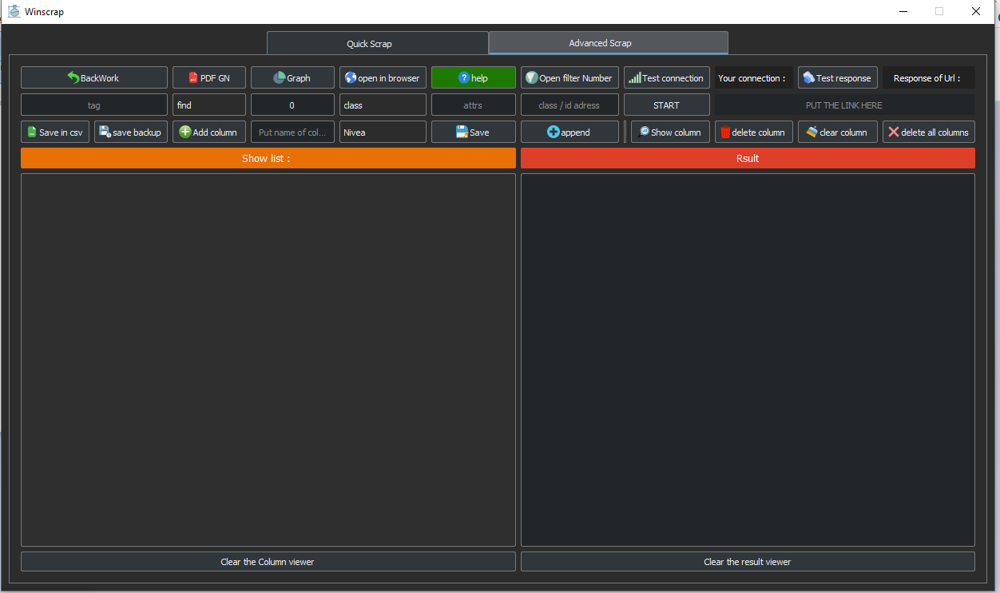 Winscrap
Quick Scrap Advanced Scrap
BackWork PDF GN Graph open in browser help Open filter Number Test connection Your connection : Test response Response of Url :
tag find 0 class attrs class / id adress START PUT THE LINK HERE
Save in csv save backup Add column Put name of col... Nivea Save append Show column delete column clear column delete all columns
Show list : Rsult
Clear the Column viewer Clear the result viewer